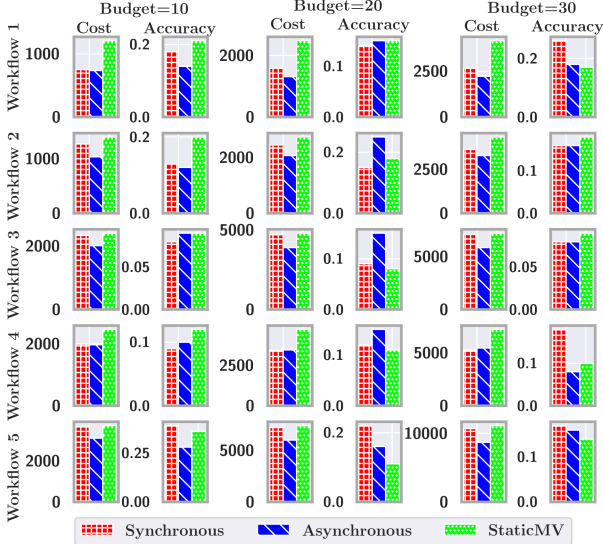 Budget=10 Budget=20 Budget=30
Cost Accuracy Cost Accuracy Cost Accuracy
Workflow 1
1000 0.2 2000 0.1 2500 0.2
0 0.0 0 0.0 0 0.0
Workflow 2
1000 0.2 2000 0.2 2500 0.1
0 0.0 0 0.0 0 0.0
Workflow 3
2000 0.05 5000 0.1 5000 0.05
0 0.00 0 0.0 0 0.00
Workflow 4
2000 0.1 2500 0.1 5000 0.1
0 0.0 0 0.0 0 0.0
Workflow 5
2000 0.25 5000 0.2 10000 0.1
0 0.00 0 0.0 0 0.0
Synchronous Asynchronous StaticMV